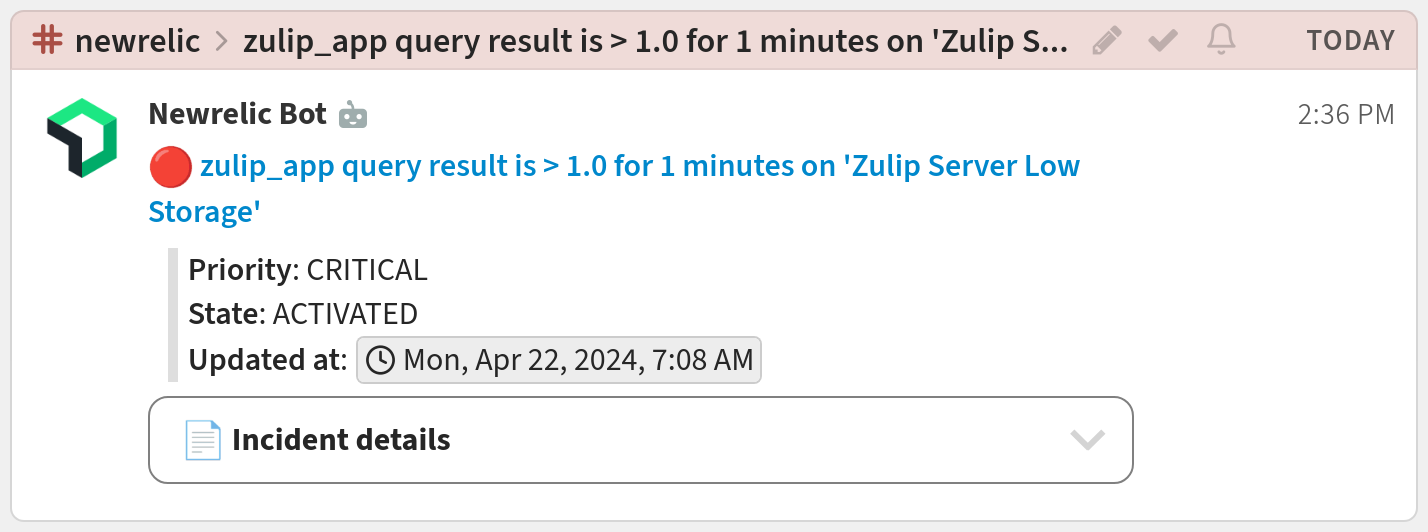 newrelic > zulip_app query result is > 1.0 for 1 minutes on 'Zulip S... TODAY
Newrelic Bot 2:36 PM
zulip_app query result is > 1.0 for 1 minutes on 'Zulip Server Low
Storage'
Priority: CRITICAL
State: ACTIVATED
Updated at: Mon, Apr 22, 2024, 7:08 AM
Incident details